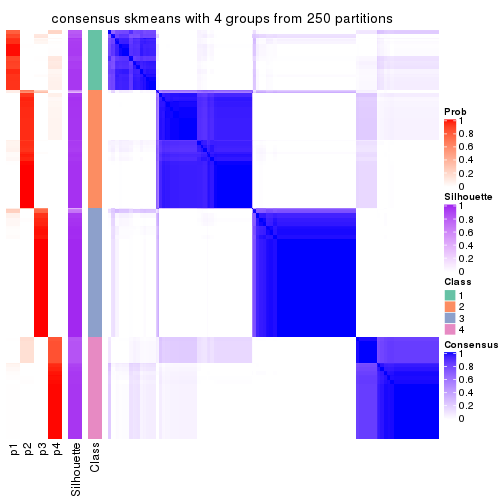 consensus skmeans with 4 groups from 250 partitions
Prob
1
0.8
0.6
0.4
0.2
0
Silhouette
1
0.8
0.6
0.4
0.2
0
Class
1
2
3
4
Consensus
1
0.8
0.6
0.4
0.2
0
p1
p2
p3
p4
Silhouette
Class